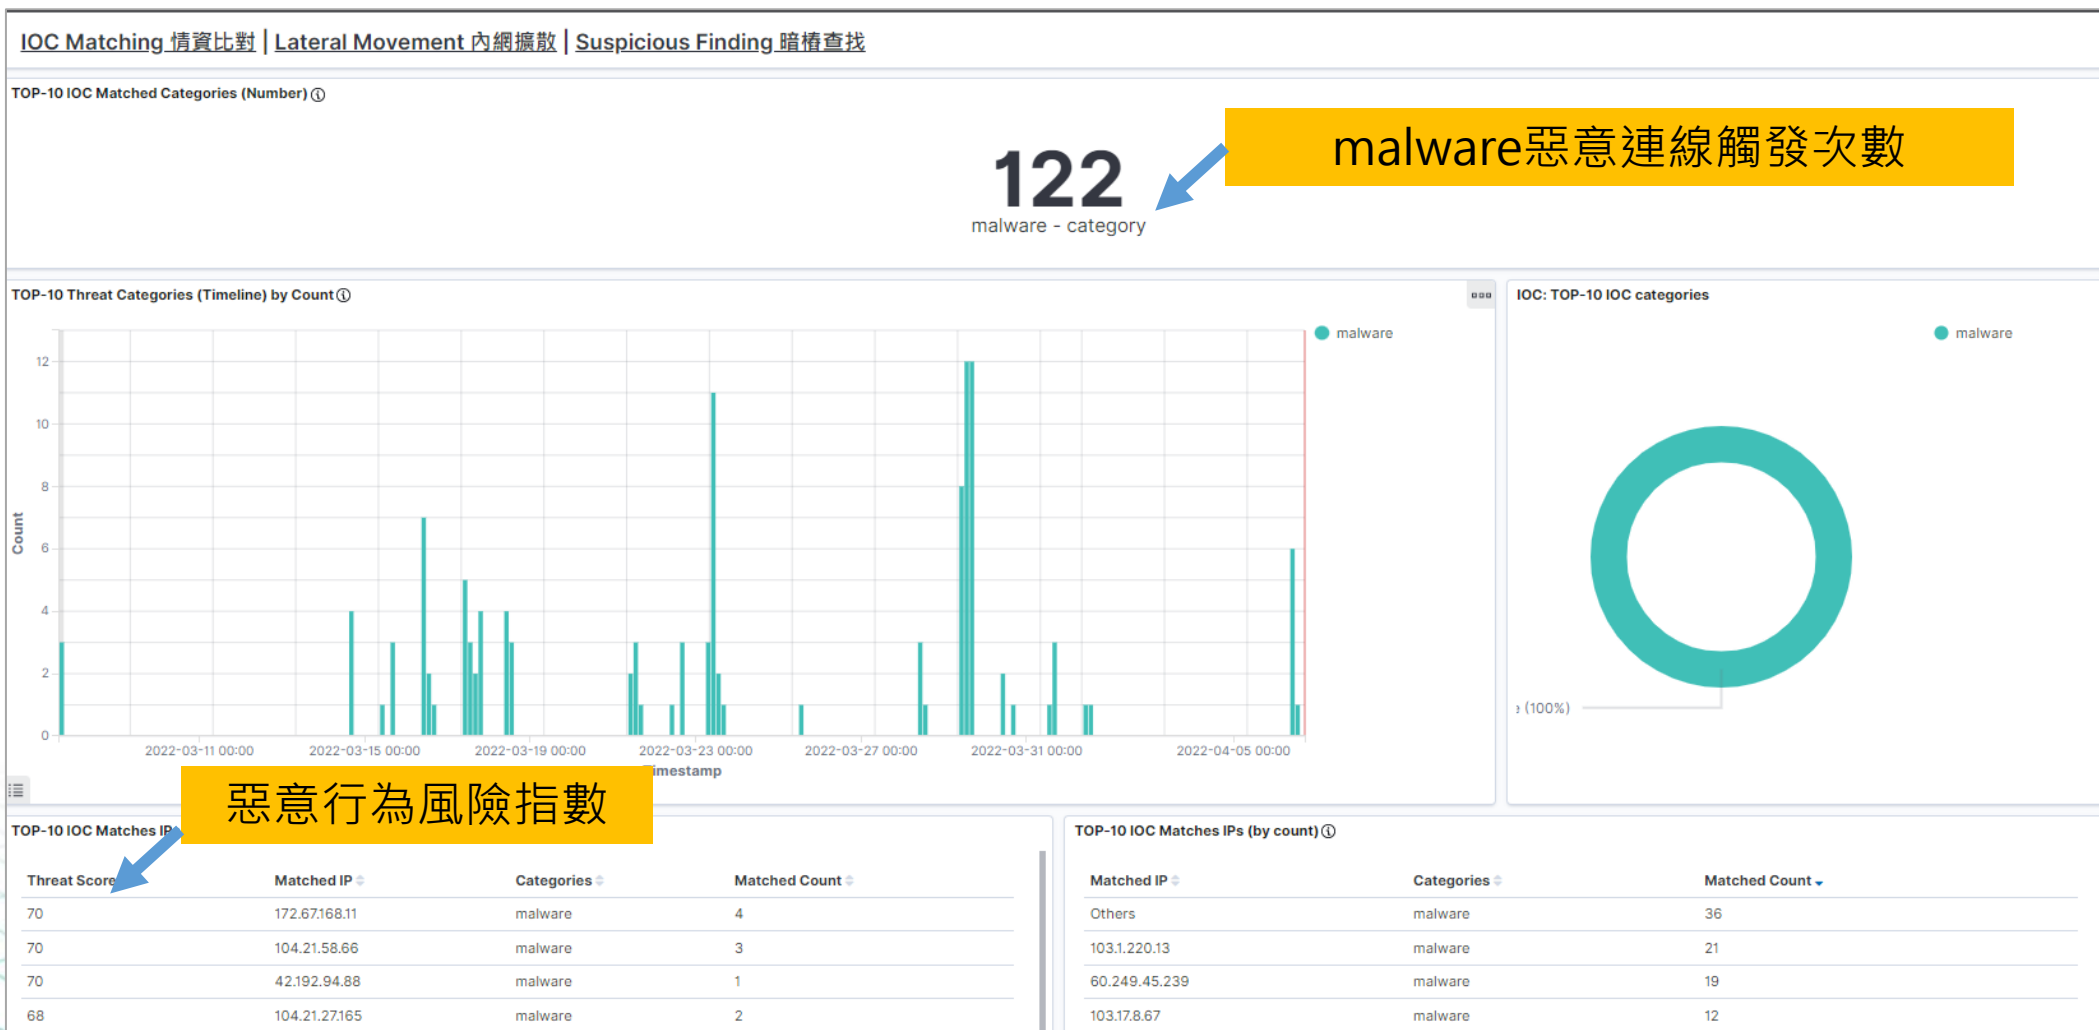 IOC Matching 情資比對 | Lateral Movement 內網擴散 | Suspicious Finding 暗樁查找
TOP-10 IOC Matched Categories (Number)
122
malware - category
malware惡意連線觸發次數
TOP-10 Threat Categories (Timeline) by Count
malware
Count
12
10
8
6
4
2
0
2022-03-11 00:00 2022-03-15 00:00 2022-03-19 00:00 2022-03-23 00:00 2022-03-27 00:00 2022-03-31 00:00 2022-04-05 00:00
imestamp
IOC: TOP-10 IOC categories
malware
(100%)
惡意行為風險指數
TOP-10 IOC Matches IP
Threat Score Matched IP Categories Matched Count
70 172.67.168.11 malware 4
70 104.21.58.66 malware 3
70 42.192.94.88 malware 1
68 104.21.27.165 malware 2
TOP-10 IOC Matches IPs (by count)
Matched IP Categories Matched Count
Others malware 36
103.1.220.13 malware 21
60.249.45.239 malware 19
103.17.8.67 malware 12